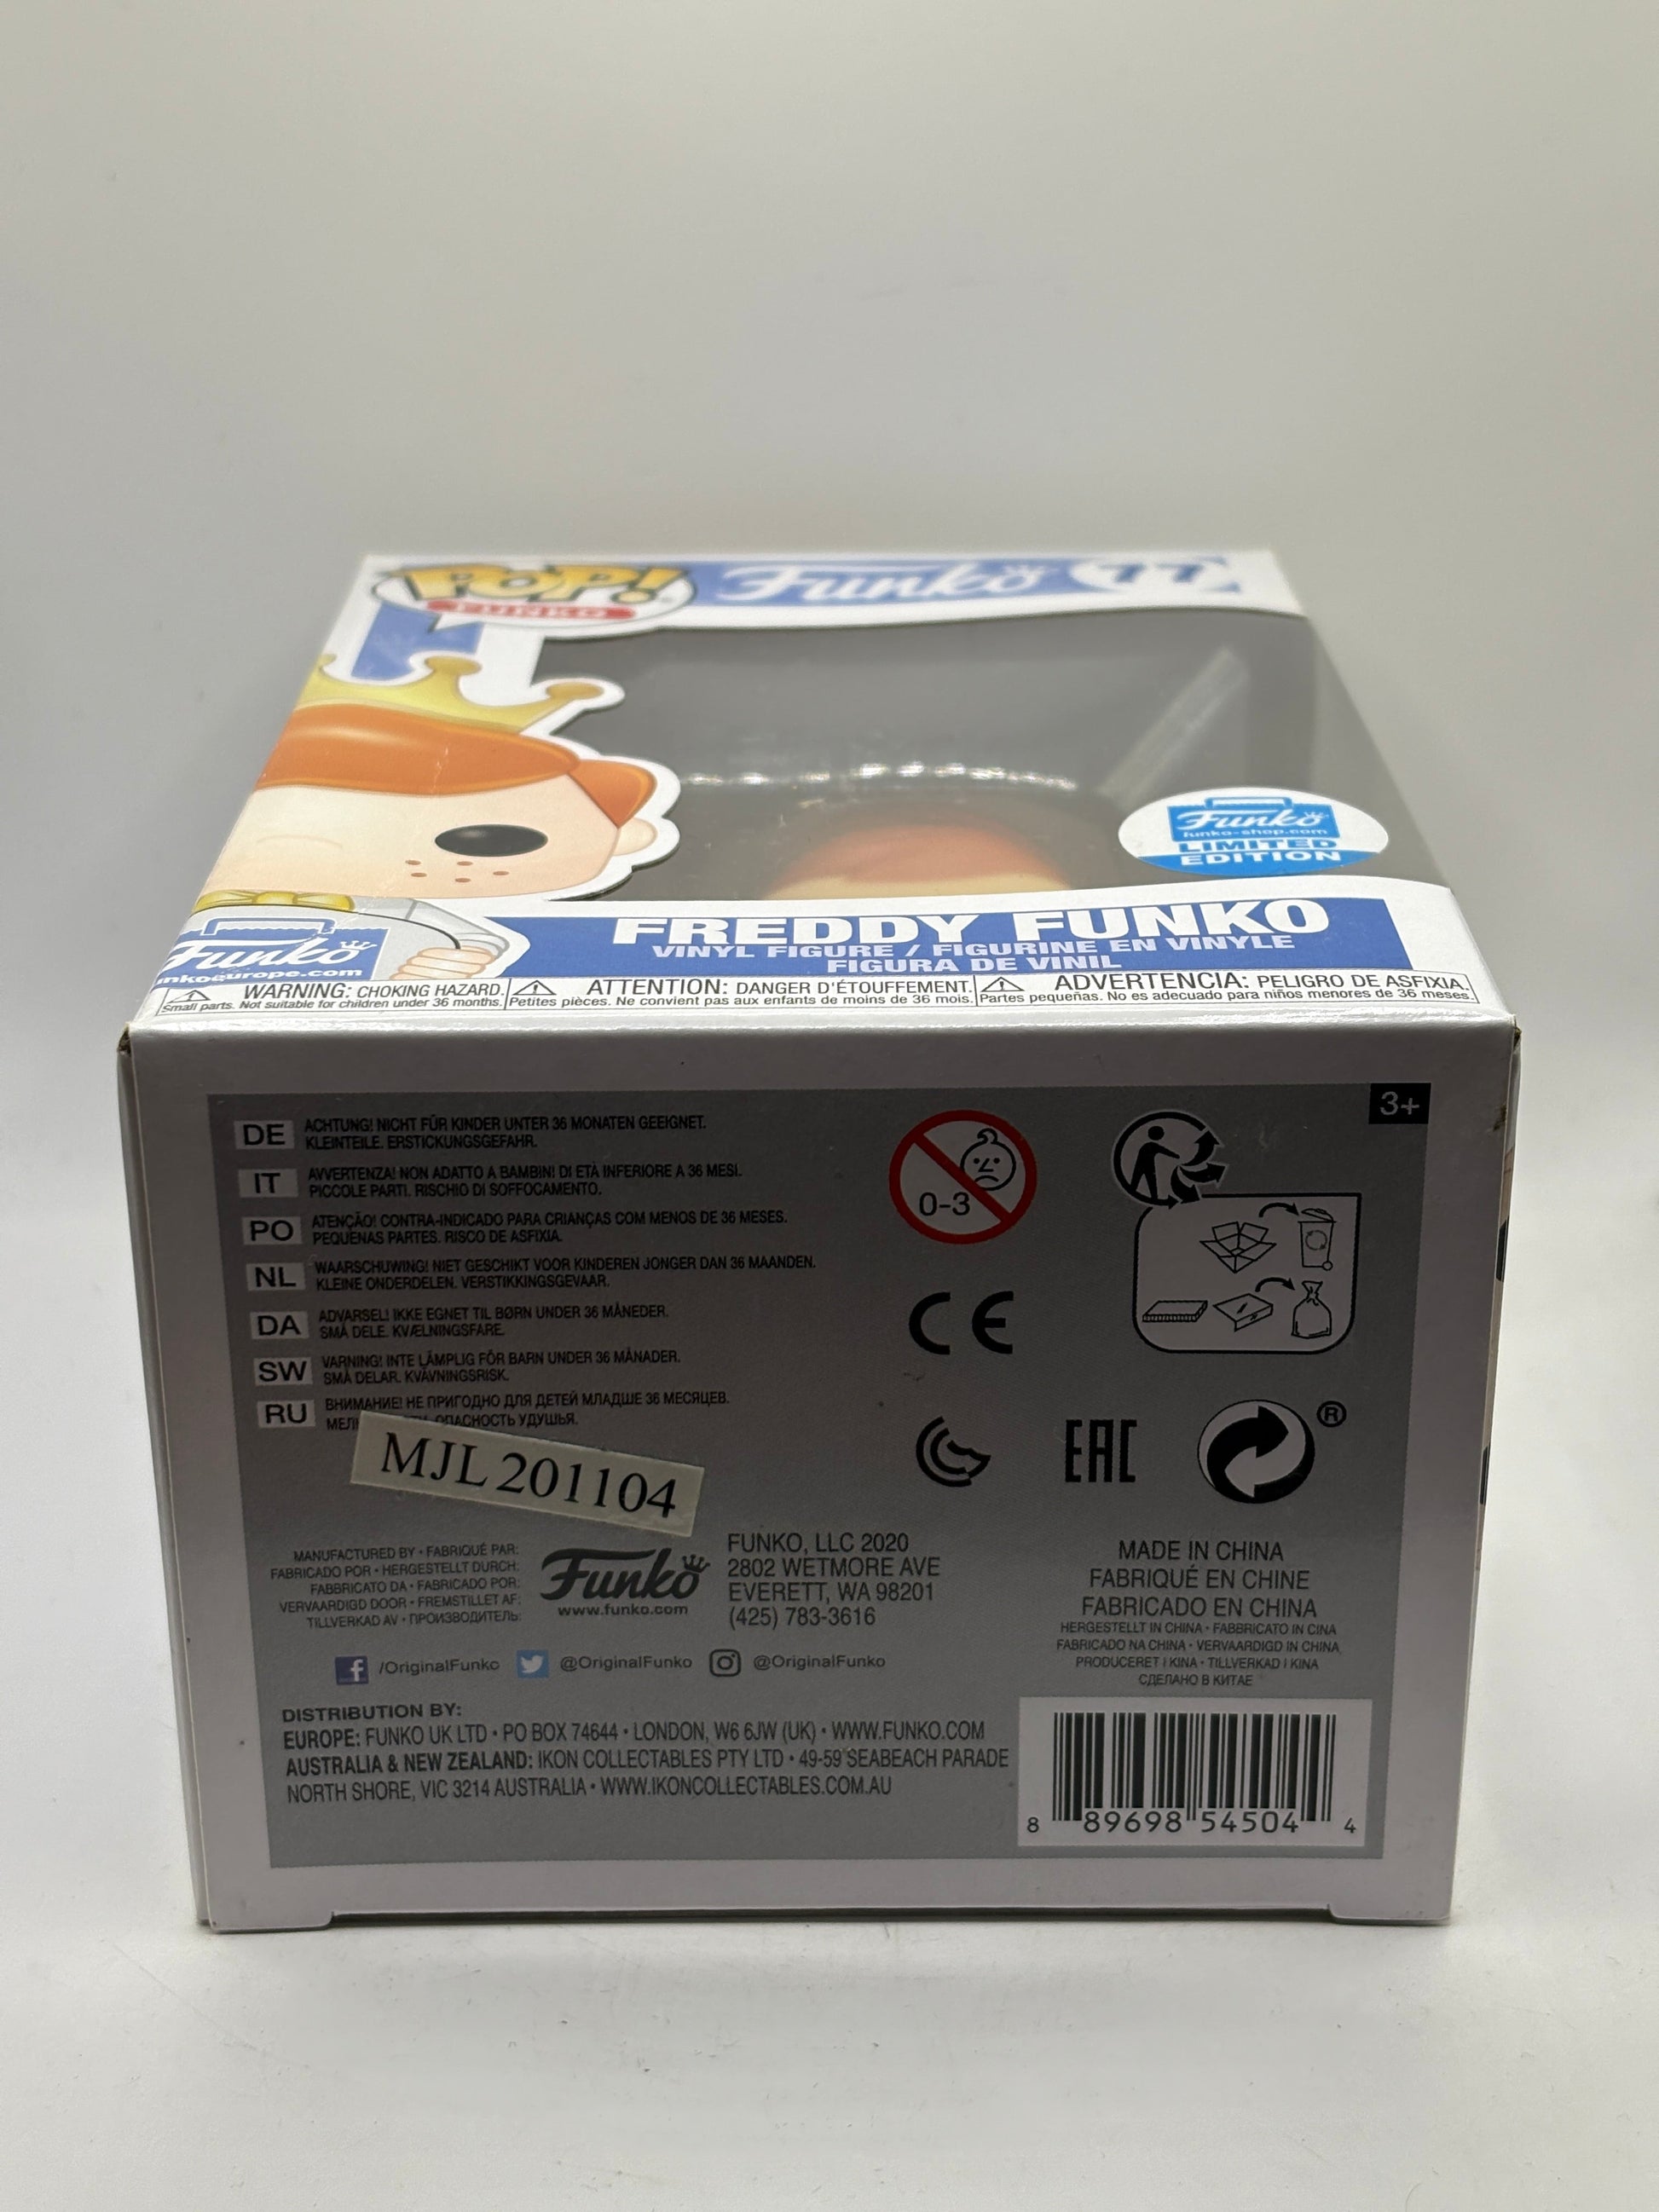 POP!
FUNKO
Funko
77
Funko
funko-shop.com
LIMITED
EDITION
FREDDY FUNKO
VINYL FIGURE / FIGURINE EN VINYLE
FIGURA DE VINIL
Funko
WARNING: CHOKING HAZARD.
Small parts. Not suitable for children under 36 months.
ATTENTION: DANGER D'ÉTOUFFEMENT.
Petites pièces. Ne convient pas aux enfants de moins de 36 mois.
ADVERTENCIA: PELIGRO DE ASFIXIA.
Partes pequeñas. No es adecuado para niños menores de 36 meses.
3+
DE ACHTUNG! NICHT FÜR KINDER UNTER 36 MONATEN GEEIGNET.
KLEINTEILE. ERSTICKUNGSGEFAHR.
IT AVVERTENZA! NON ADATTO A BAMBINI DI ETÀ INFERIORE A 36 MESI.
PICCOLE PARTI. RISCHIO DI SOFFOCAMENTO.
PO ATENÇÃO! CONTRA-INDICADO PARA CRIANÇAS COM MENOS DE 36 MESES.
PEQUENAS PARTES. RISCO DE ASFIXIA.
NL WAARSCHUWING! NIET GESCHIKT VOOR KINDEREN JONGER DAN 36 MAANDEN.
KLEINE ONDERDELEN. VERSTIKKINGSGEVAAR.
DA ADVARSEL! IKKE EGNET TIL BØRN UNDER 36 MÅNEDER.
SMÅ DELE. KVÆLNINGSFARE.
SW VARNING! INTE LÄMPLIG FÖR BARN UNDER 36 MÅNADER.
SMÅ DELAR. KVÄVNINGSRISK.
RU ВНИМАНИЕ! НЕ ПРИГОДНО ДЛЯ ДЕТЕЙ МЛАДШЕ 36 МЕСЯЦЕВ.
ОПАСНОСТЬ УДУШЬЯ.
0-3
CE
EAC
®
MJL201104
MANUFACTURED BY • FABRIQUÉ PAR:
FABRICADO POR • HERGESTELLT DURCH:
FABBRICATO DA • FABRICADO POR:
VERVAARDIGD DOOR • FREMSTILLET AF:
TILLVERKAD AV • ПРОИЗВОДИТЕЛЬ:
Funko
www.funko.com
FUNKO, LLC 2020
2802 WETMORE AVE
EVERETT, WA 98201
(425) 783-3616
MADE IN CHINA
FABRIQUÉ EN CHINE
FABRICADO EN CHINA
HERGESTELLT IN CHINA • FABBRICATO IN CINA
FABRICADO NA CHINA • VERVAARDIGD IN CHINA
PRODUCERET I KINA • TILLVERKAD I KINA
СДЕЛАНО В КИТАЕ
/OriginalFunko @OriginalFunko @OriginalFunko
DISTRIBUTION BY:
EUROPE: FUNKO UK LTD • PO BOX 74644 • LONDON, W6 6JW (UK) • WWW.FUNKO.COM
AUSTRALIA & NEW ZEALAND: IKON COLLECTABLES PTY LTD • 49-59 SEABEACH PARADE
NORTH SHORE, VIC 3214 AUSTRALIA • WWW.IKONCOLLECTABLES.COM.AU
8 89698 54504 4